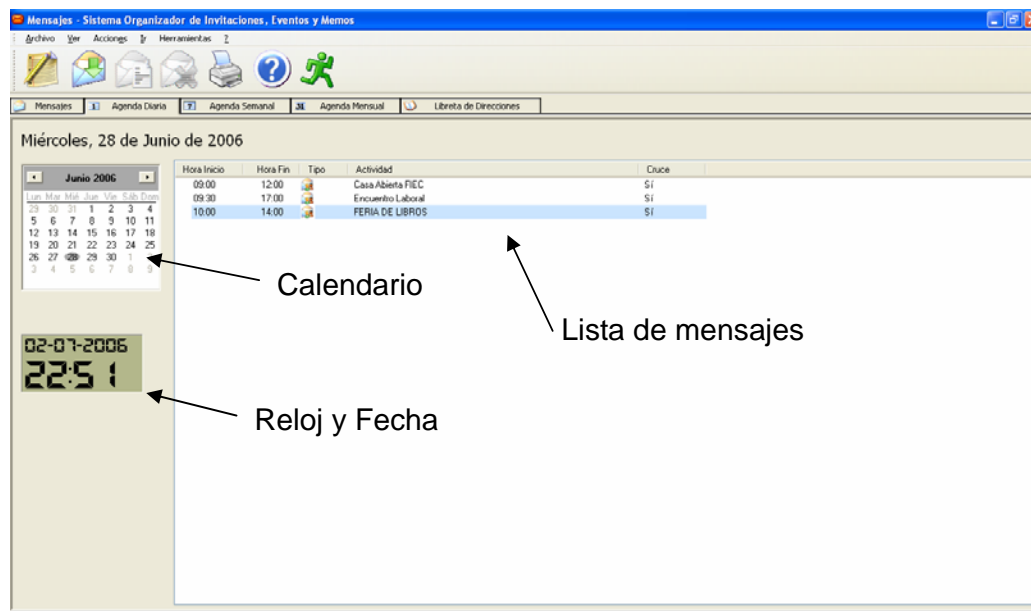 Mensajes - Sistema Organizador de Invitaciones, Eventos y Memos
Archivo Ver Acciones Ir Herramientas ?
Mensajes Agenda Diaria Agenda Semanal Agenda Mensual Libreta de Direcciones
Miércoles, 28 de Junio de 2006
Junio 2006
Lun Mar Mié Jue Vie Sáb Dom
29 30 31 1 2 3 4
5 6 7 8 9 10 11
12 13 14 15 16 17 18
19 20 21 22 23 24 25
26 27 28 29 30 1 2
3 4 5 6 7 8 9
Hora Inicio Hora Fin Tipo Actividad Cruce
09:00 12:00 Casa Abierta FIEC Sí
09:30 17:00 Encuentro Laboral Sí
10:00 14:00 FERIA DE LIBROS Sí
Calendario
Lista de mensajes
02-07-2006
22:51
Reloj y Fecha